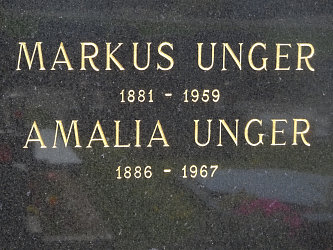 MARKUS UNGER
1881 - 1959
AMALIA UNGER
1886 - 1967